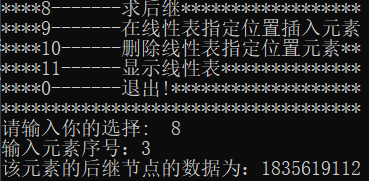 ****8-------求后继******************
****9-------在线性表指定位置插入元素
****10------删除线性表指定位置元素**
****11------显示线性表**************
****0-------退出!*******************
************************************
请输入你的选择:  8
输入元素序号：3
该元素的后继节点的数据为：1835619112